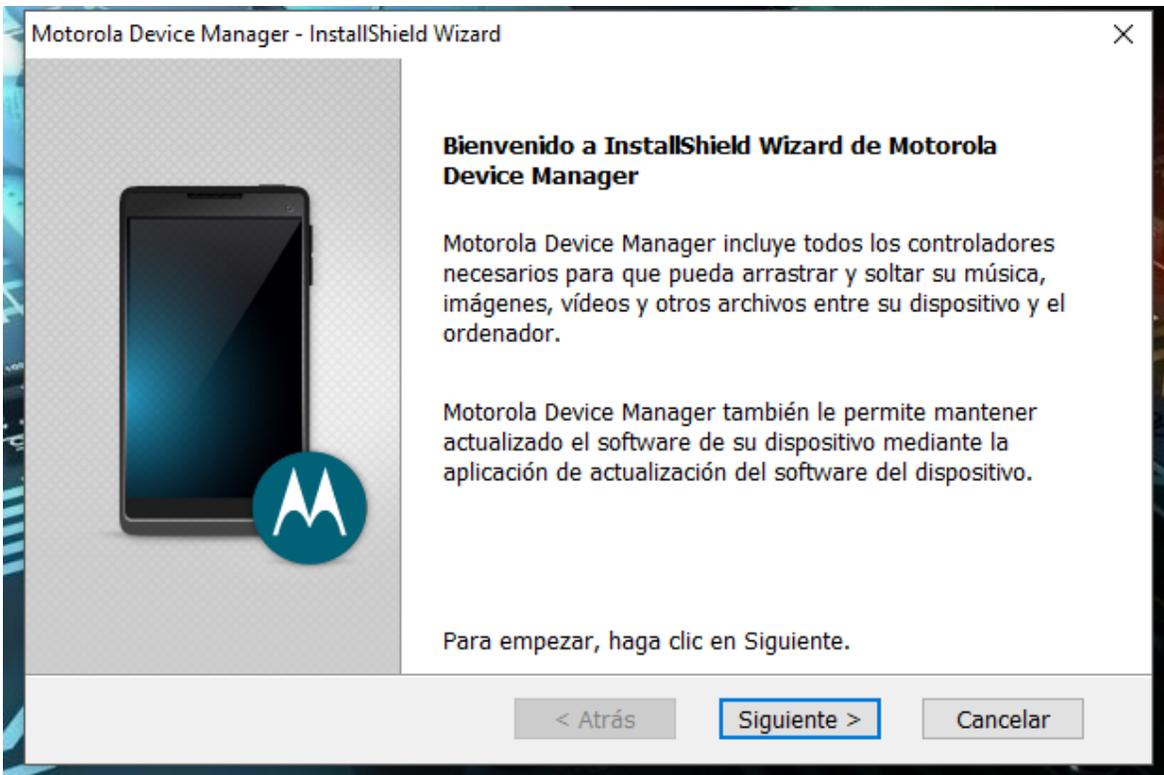 Motorola Device Manager - InstallShield Wizard
Bienvenido a InstallShield Wizard de Motorola
Device Manager
Motorola Device Manager incluye todos los controladores
necesarios para que pueda arrastrar y soltar su música,
imágenes, vídeos y otros archivos entre su dispositivo y el
ordenador.
Motorola Device Manager también le permite mantener
actualizado el software de su dispositivo mediante la
aplicación de actualización del software del dispositivo.
Para empezar, haga clic en Siguiente.
< Atrás
Siguiente >
Cancelar